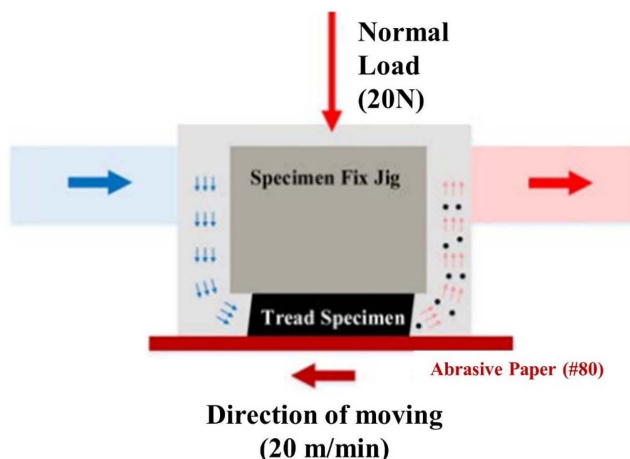 Normal
Load
(20N)
Specimen Fix Jig
Tread Specimen
Abrasive Paper (#80)
Direction of moving
(20 m/min)